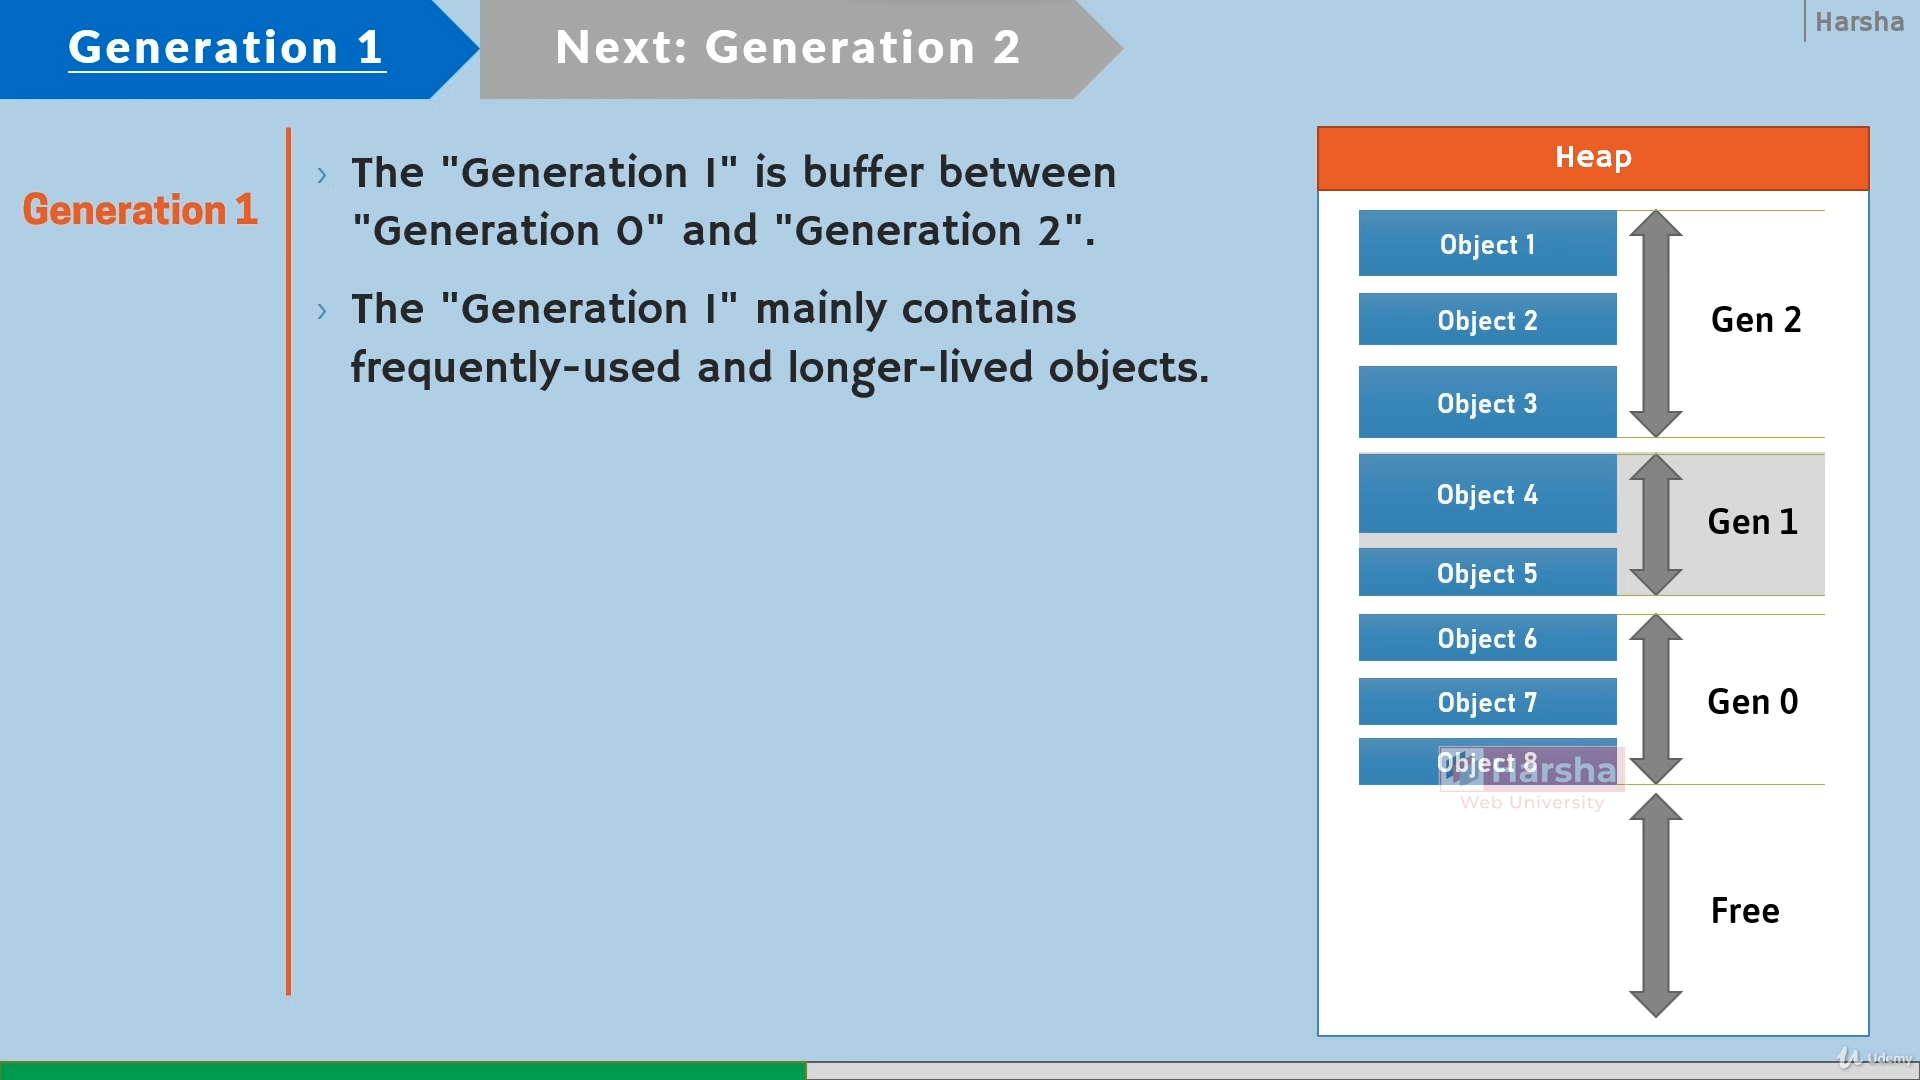 Generation 1
Next: Generation 2
Harsha
Generation 1
› The "Generation 1" is buffer between
"Generation 0" and "Generation 2".
› The "Generation 1" mainly contains
frequently-used and longer-lived objects.
Heap
Object 1
Object 2
Object 3
Gen 2
Object 4
Object 5
Gen 1
Object 6
Object 7
Object 8
Gen 0
Harsha
Web University
Free
Udemy